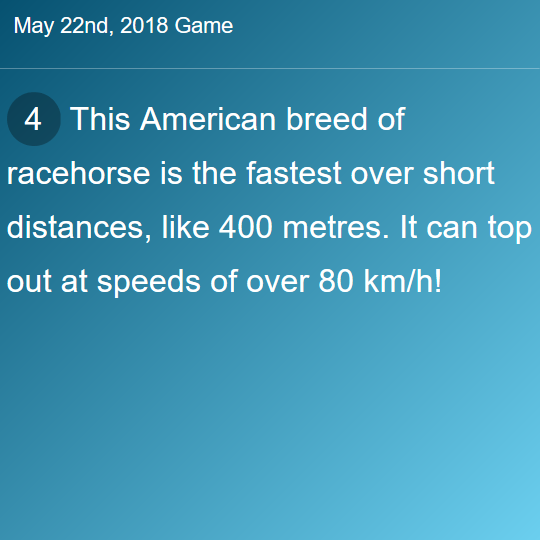 May 22nd, 2018 Game
4 This American breed of
racehorse is the fastest over short
distances, like 400 metres. It can top
out at speeds of over 80 km/h!